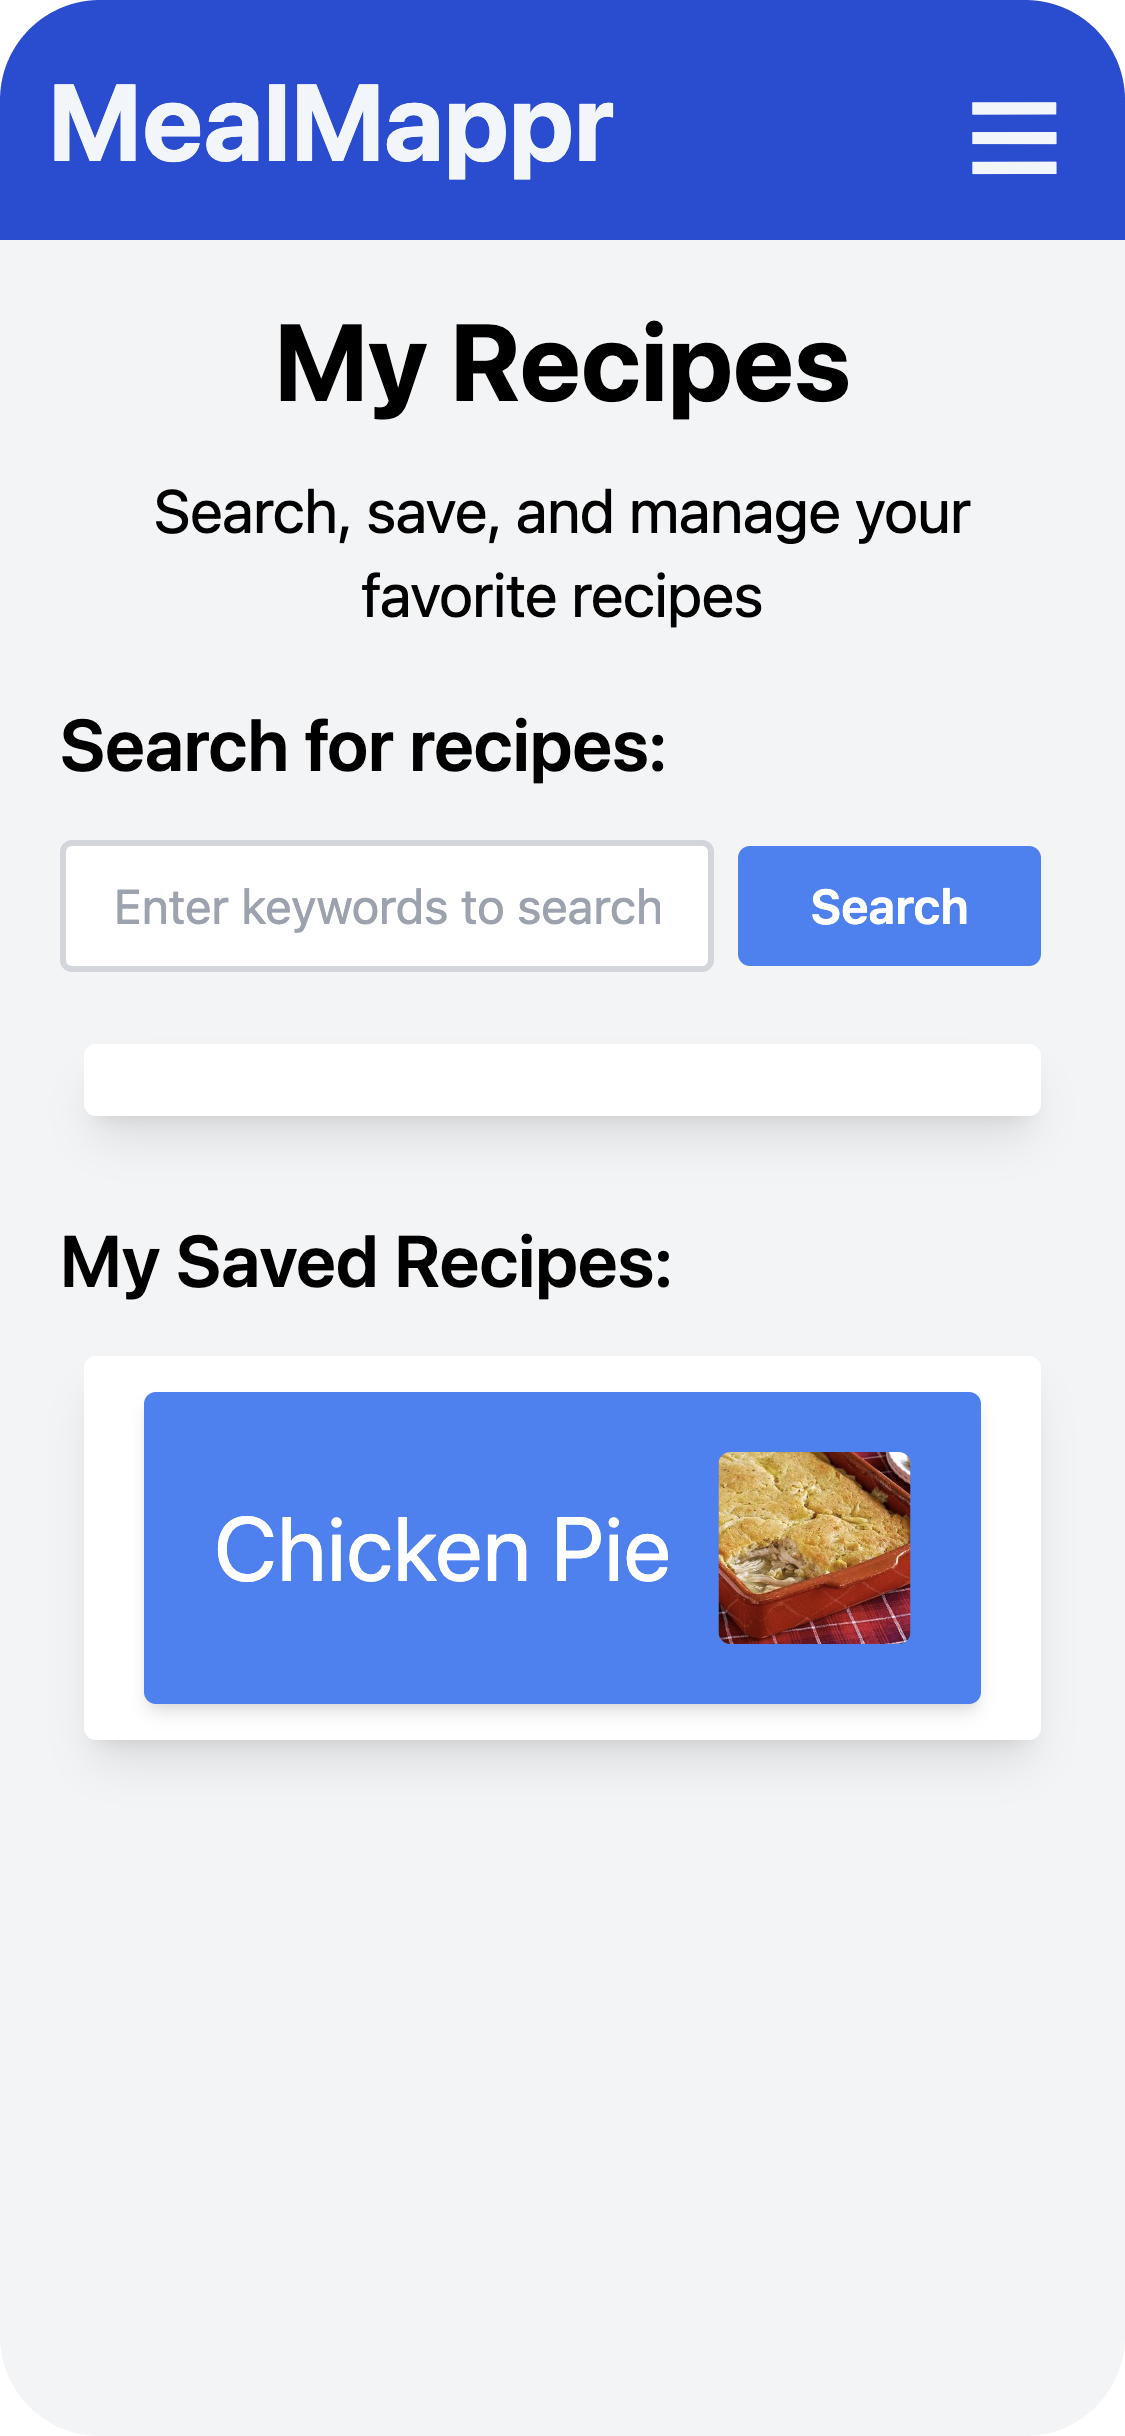 MealMappr
My Recipes
Search, save, and manage your
favorite recipes
Search for recipes:
Enter keywords to search
Search
My Saved Recipes:
Chicken Pie